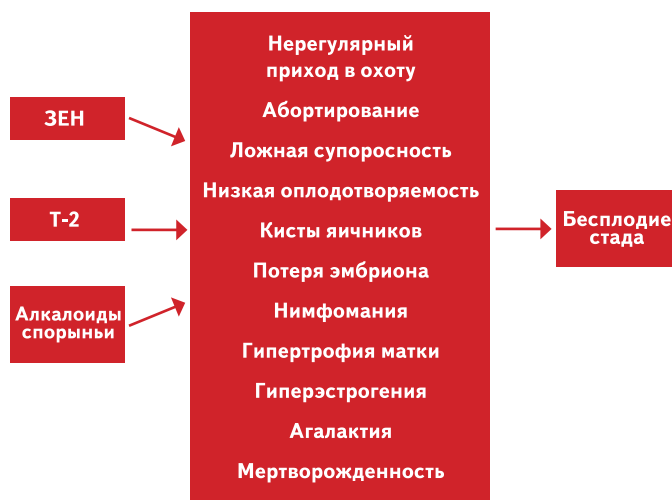 ЗЕН
Т-2
Алкалоиды
спорыньи
Нерегулярный
приход в охоту
Абортирование
Ложная супоросность
Низкая оплодотворяемость
Кисты яичников
Потеря эмбриона
Нимфомания
Гипертрофия матки
Гиперэстрогения
Агалактия
Мертворожденность
Бесплодие
стада